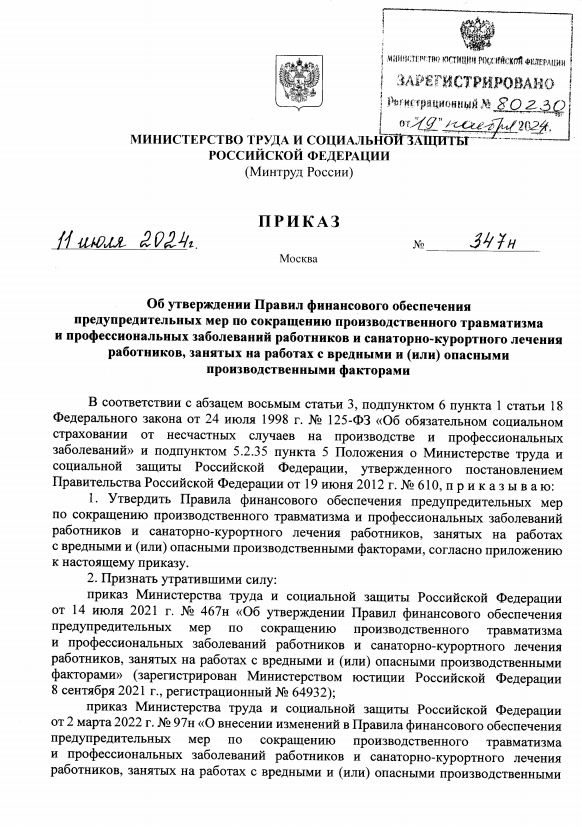 МИНИСТЕРСТВО ЮСТИЦИИ РОССИЙСКОЙ ФЕДЕРАЦИИ
ЗАРЕГИСТРИРОВАНО
Регистрационный № 80230
от "19" ноября 2024.
МИНИСТЕРСТВО ТРУДА И СОЦИАЛЬНОЙ ЗАЩИТЫ
РОССИЙСКОЙ ФЕДЕРАЦИИ
(Минтруд России)
ПРИКАЗ
11 июля 2024г. № 347н
Москва
Об утверждении Правил финансового обеспечения
предупредительных мер по сокращению производственного травматизма
и профессиональных заболеваний работников и санаторно-курортного лечения
работников, занятых на работах с вредными и (или) опасными
производственными факторами
В соответствии с абзацем восьмым статьи 3, подпунктом 6 пункта 1 статьи 18
Федерального закона от 24 июля 1998 г. № 125-ФЗ «Об обязательном социальном
страховании от несчастных случаев на производстве и профессиональных
заболеваний» и подпунктом 5.2.35 пункта 5 Положения о Министерстве труда и
социальной защиты Российской Федерации, утвержденного постановлением
Правительства Российской Федерации от 19 июня 2012 г. № 610, п р и к а з ы в а ю:
1. Утвердить Правила финансового обеспечения предупредительных мер
по сокращению производственного травматизма и профессиональных заболеваний
работников и санаторно-курортного лечения работников, занятых на работах
с вредными и (или) опасными производственными факторами, согласно приложению
к настоящему приказу.
2. Признать утратившими силу:
приказ Министерства труда и социальной защиты Российской Федерации
от 14 июля 2021 г. № 467н «Об утверждении Правил финансового обеспечения
предупредительных мер по сокращению производственного травматизма
и профессиональных заболеваний работников и санаторно-курортного лечения
работников, занятых на работах с вредными и (или) опасными производственными
факторами» (зарегистрирован Министерством юстиции Российской Федерации
8 сентября 2021 г., регистрационный № 64932);
приказ Министерства труда и социальной защиты Российской Федерации
от 2 марта 2022 г. № 97н «О внесении изменений в Правила финансового обеспечения
предупредительных мер по сокращению производственного травматизма
и профессиональных заболеваний работников и санаторно-курортного лечения
работников, занятых на работах с вредными и (или) опасными производственными